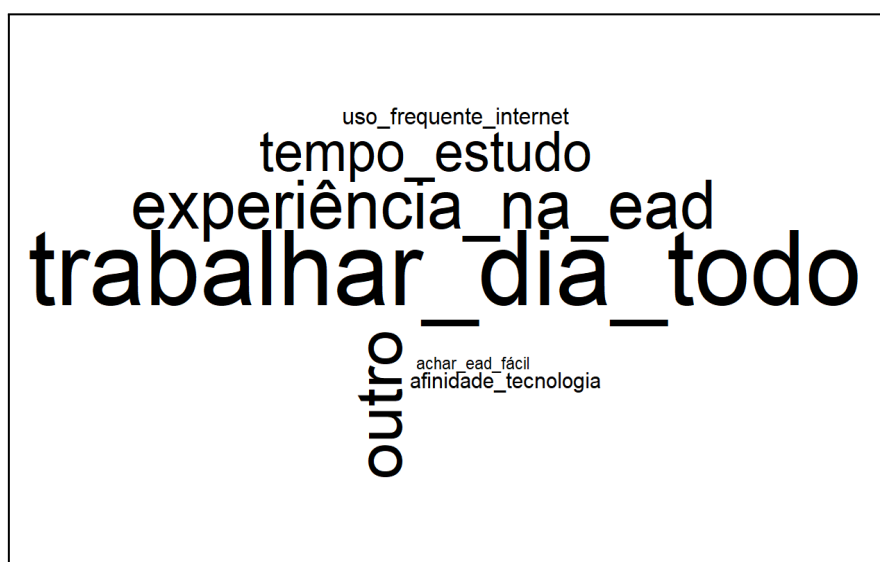 uso_frequente_internet
tempo_estudo
experiência_na_ead
trabalhar_dia_todo
outro
achar_ead_fácil
afinidade_tecnologia